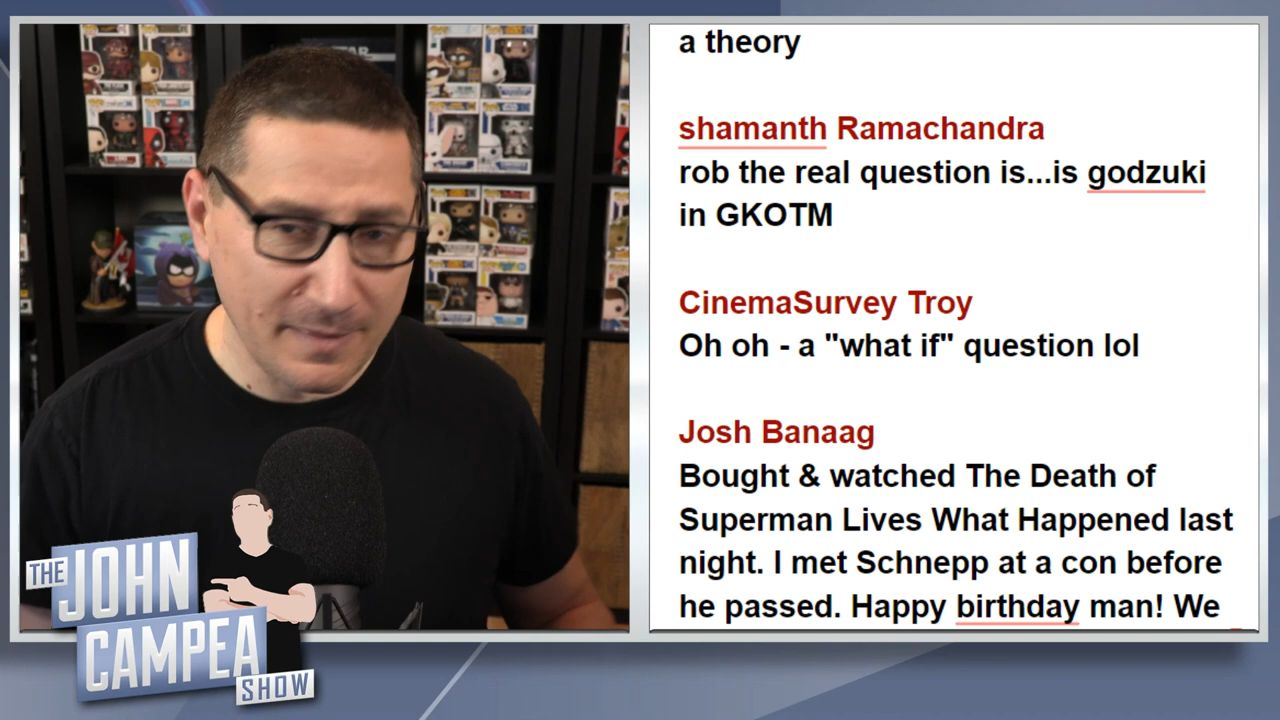 a theory
shamanth Ramachandra
rob the real question is...is godzuki
in GKOTM
CinemaSurvey Troy
Oh oh - a "what if" question lol
Josh Banaag
Bought & watched The Death of
Superman Lives What Happened last
night. I met Schnepp at a con before
he passed. Happy birthday man! We
THE
JOHN
CAMPEA
SHOW